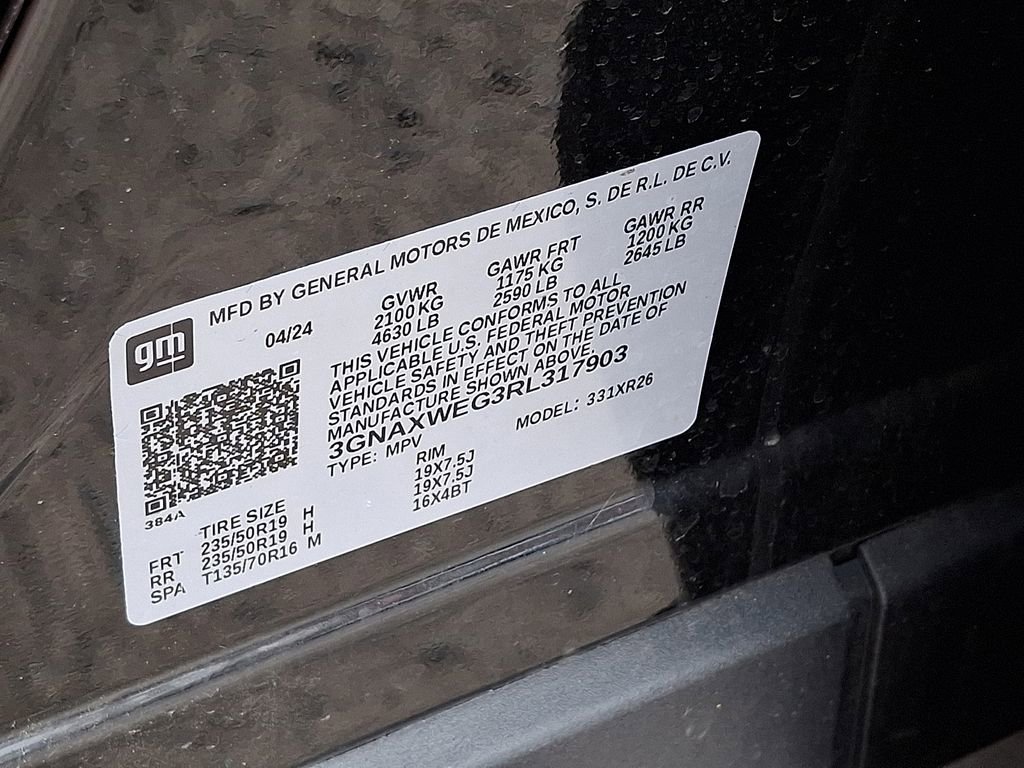 MFD BY GENERAL MOTORS DE MEXICO, S. DE R.L. DE C.V.
gm
04/24 GVWR GAWR FRT GAWR RR
2100 KG 1175 KG 1200 KG
4630 LB 2590 LB 2645 LB
THIS VEHICLE CONFORMS TO ALL
APPLICABLE U.S. FEDERAL MOTOR
VEHICLE SAFETY AND THEFT PREVENTION
STANDARDS IN EFFECT ON THE DATE OF
MANUFACTURE SHOWN ABOVE.
3GNAXWEG3RL317903
TYPE: MPV MODEL: 331XR26
384A
TIRE SIZE RIM
FRT 235/50R19 H 19X7.5J
RR 235/50R19 H 19X7.5J
SPA T135/70R16 M 16X4BT